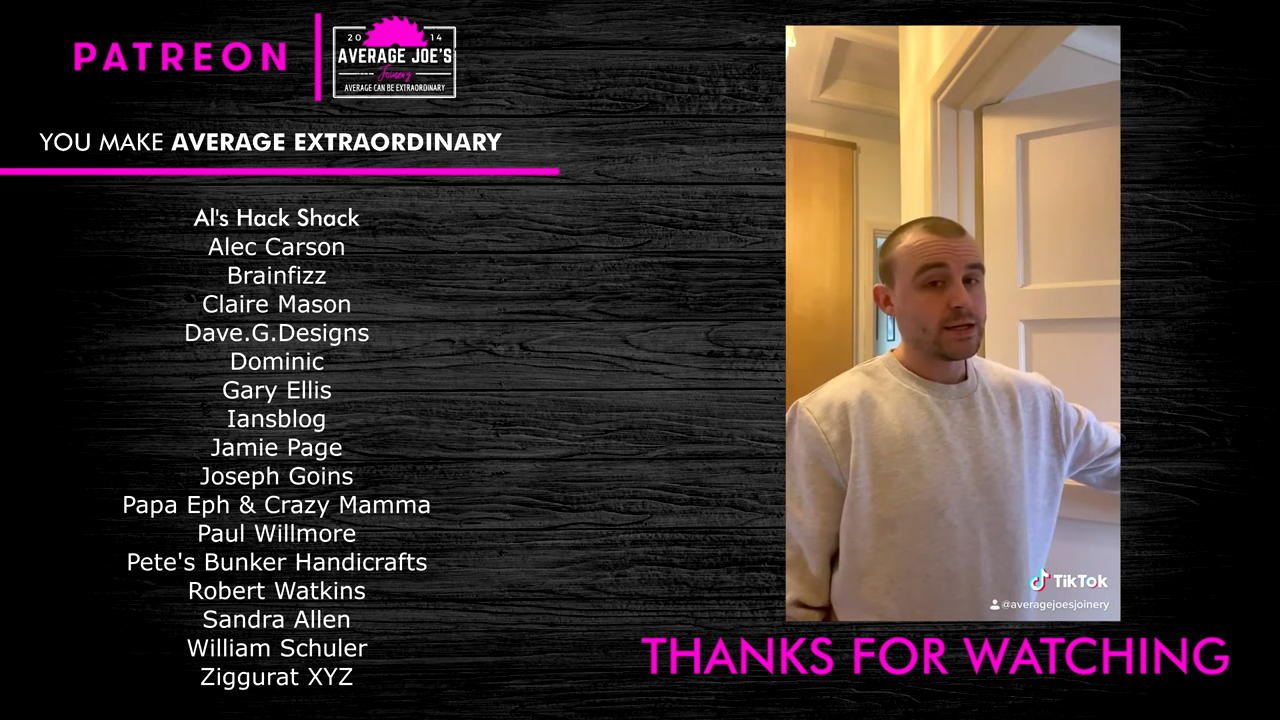 PATREON
20 14
AVERAGE JOE'S
Joinery
AVERAGE CAN BE EXTRAORDINARY
YOU MAKE AVERAGE EXTRAORDINARY
Al's Hack Shack
Alec Carson
Brainfizz
Claire Mason
Dave.G.Designs
Dominic
Gary Ellis
Iansblog
Jamie Page
Joseph Goins
Papa Eph & Crazy Mamma
Paul Willmore
Pete's Bunker Handicrafts
Robert Watkins
Sandra Allen
William Schuler
Ziggurat XYZ
TikTok
@averagejoesjoinery
THANKS FOR WATCHING